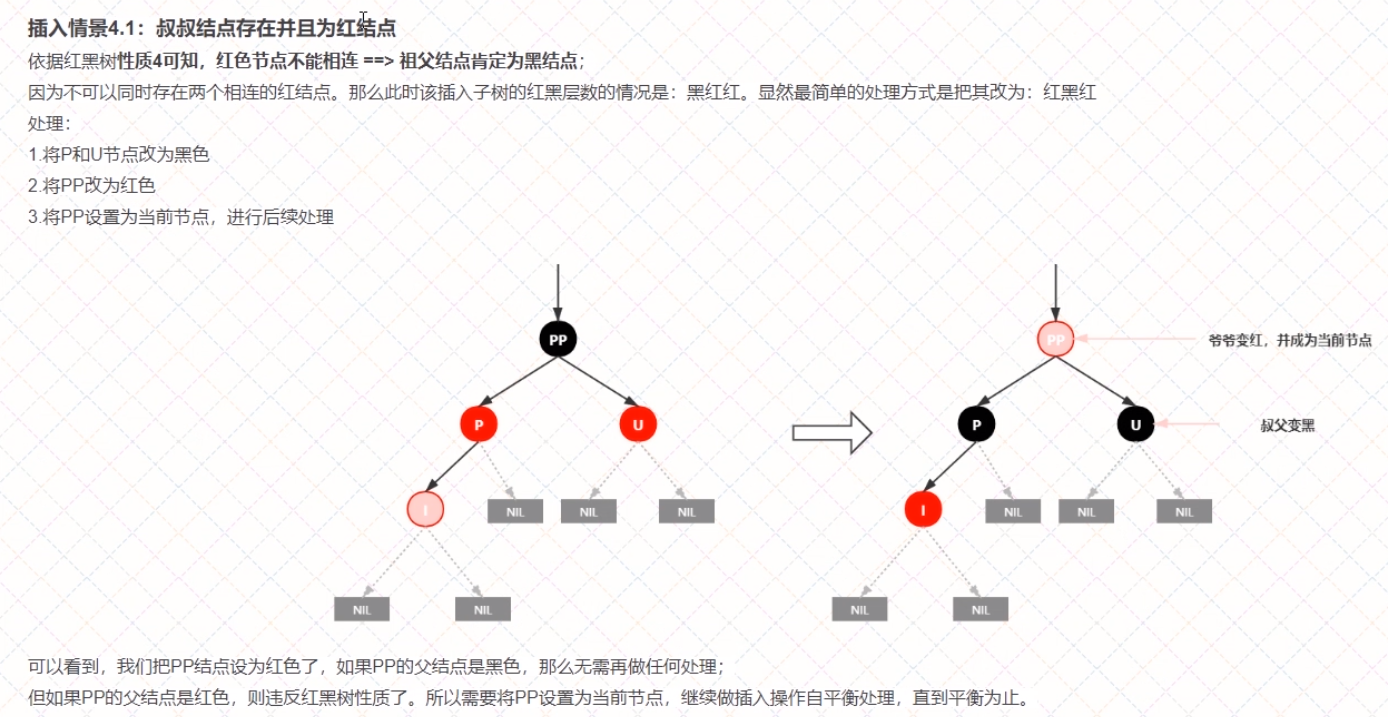 插入情景4.1：叔叔结点存在并且为红结点
依据红黑树性质4可知，红色节点不能相连 ==> 祖父结点肯定为黑结点；
因为不可以同时存在两个相连的红结点。那么此时该插入子树的红黑层数的情况是：黑红红。显然最简单的处理方式是把其改为：红黑红
处理：
1.将P和U节点改为黑色
2.将PP改为红色
3.将PP设置为当前节点，进行后续处理
PP
PP
爷爷变红，并成为当前节点
P
U
P
U
叔父变黑
I
NIL
NIL
NIL
I
NIL
NIL
NIL
NIL
NIL
NIL
NIL
可以看到，我们把PP结点设为红色了，如果PP的父结点是黑色，那么无需再做任何处理；
但如果PP的父结点是红色，则违反红黑树性质了。所以需要将PP设置为当前节点，继续做插入操作自平衡处理，直到平衡为止。